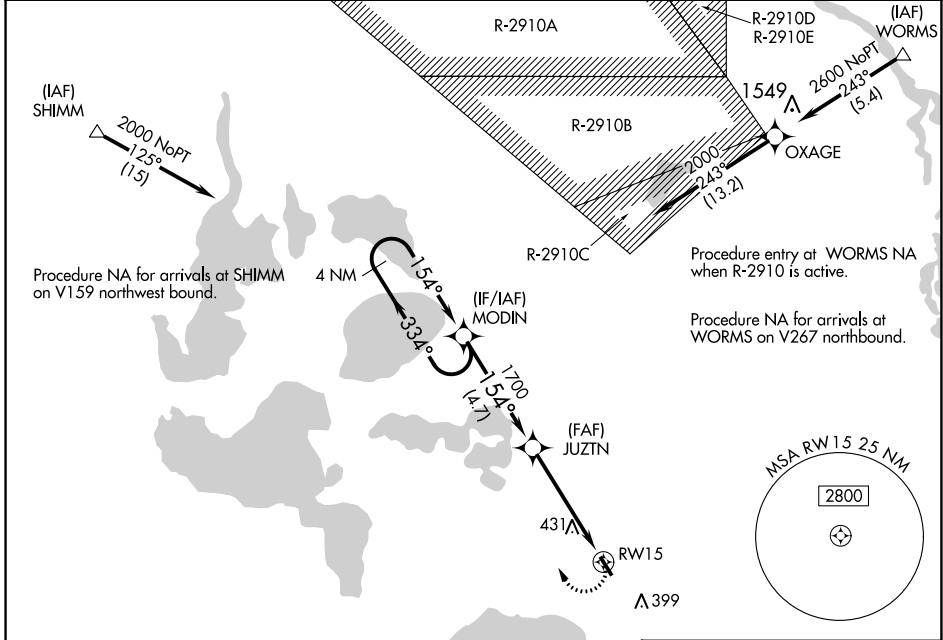 R-2910A
R-2910D
R-2910E
(IAF)
WORMS
2600 NoPT
243°
(5.4)
1549
OXAGE
R-2910B
2000
243°
(13.2)
R-2910C
(IAF)
SHIMM
2000 NoPT
125°
(15)
Procedure NA for arrivals at SHIMM
on V159 northwest bound.
4 NM
154°
334°
(IF/IAF)
MODIN
1700
154°
(4.7)
Procedure entry at WORMS NA
when R-2910 is active.
Procedure NA for arrivals at
WORMS on V267 northbound.
(FAF)
JUZTN
431
RW15
399
MSA RW15 25 NM
2800